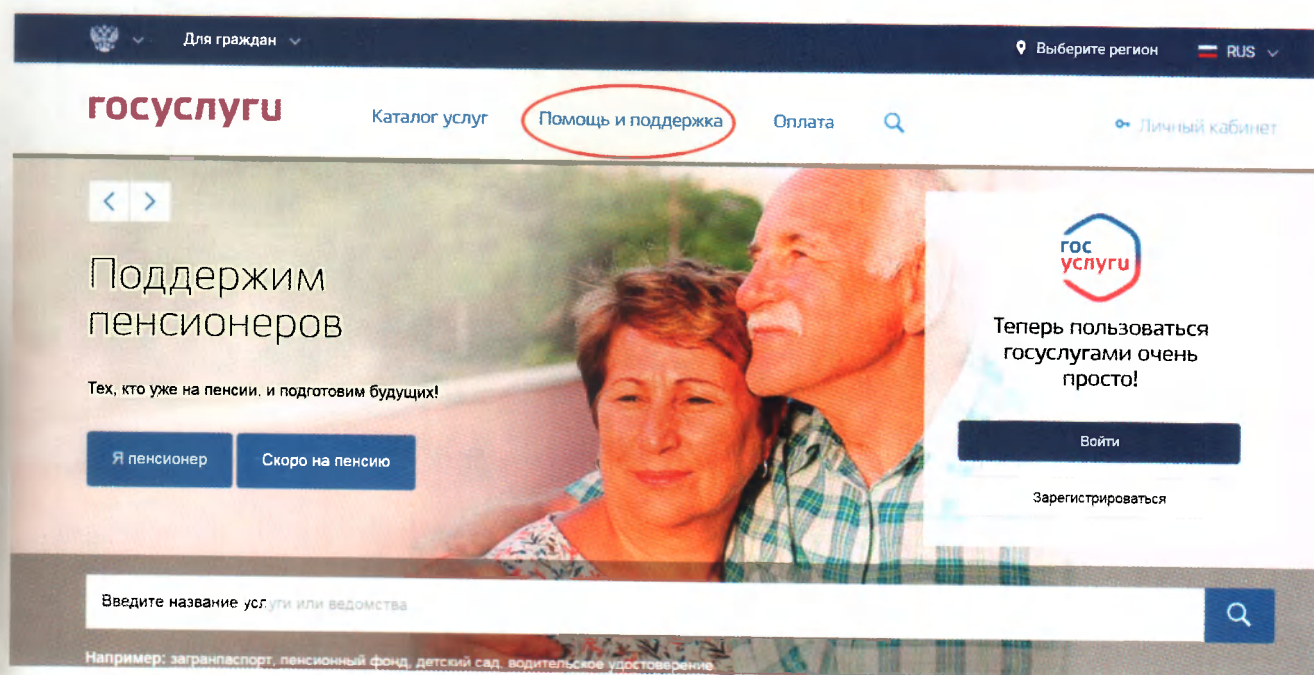 Для граждан
Выберите регион
RUS
госуслуги
Каталог услуг
Помощь и поддержка
Оплата
Личный кабинет
Поддержим
пенсионеров
Тех, кто уже на пенсии, и подготовим будущих!
Я пенсионер
Скоро на пенсию
гос
услуги
Теперь пользоваться
госуслугами очень
просто!
Войти
Зарегистрироваться
Введите название услуги или ведомства
Например: загранпаспорт, пенсионный фонд, детский сад, водительское удостоверение